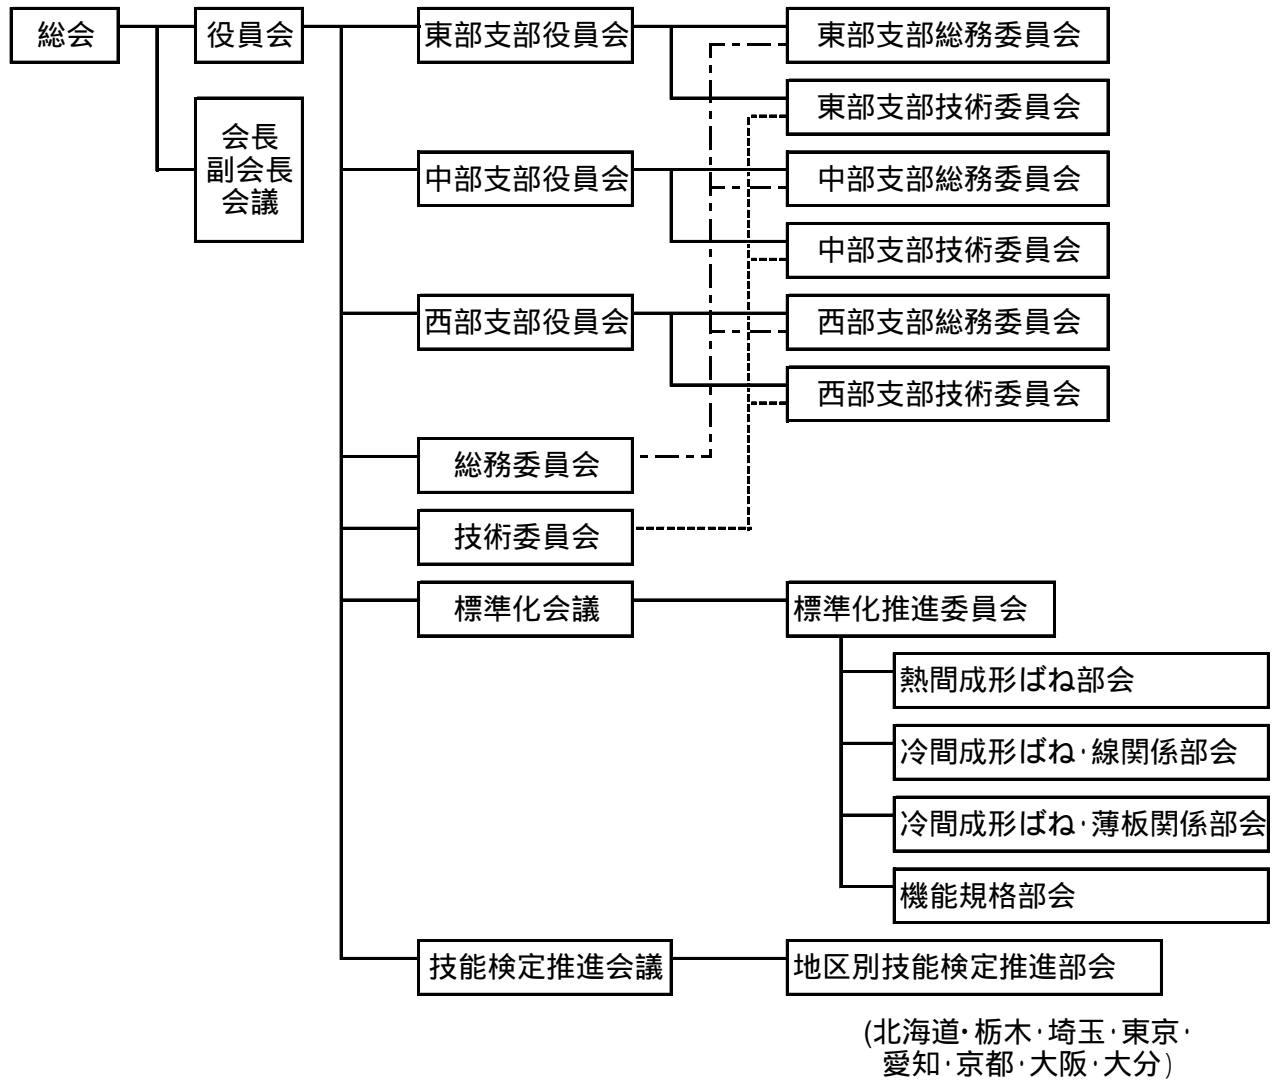 総会
役員会
会長
副会長
会議
東部支部役員会
東部支部総務委員会
東部支部技術委員会
中部支部役員会
中部支部総務委員会
中部支部技術委員会
西部支部役員会
西部支部総務委員会
西部支部技術委員会
総務委員会
技術委員会
標準化会議
標準化推進委員会
熱間成形ばね部会
冷間成形ばね・線関係部会
冷間成形ばね・薄板関係部会
機能規格部会
技能検定推進会議
地区別技能検定推進部会
(北海道・栃木・埼玉・東京・
愛知・京都・大阪・大分)